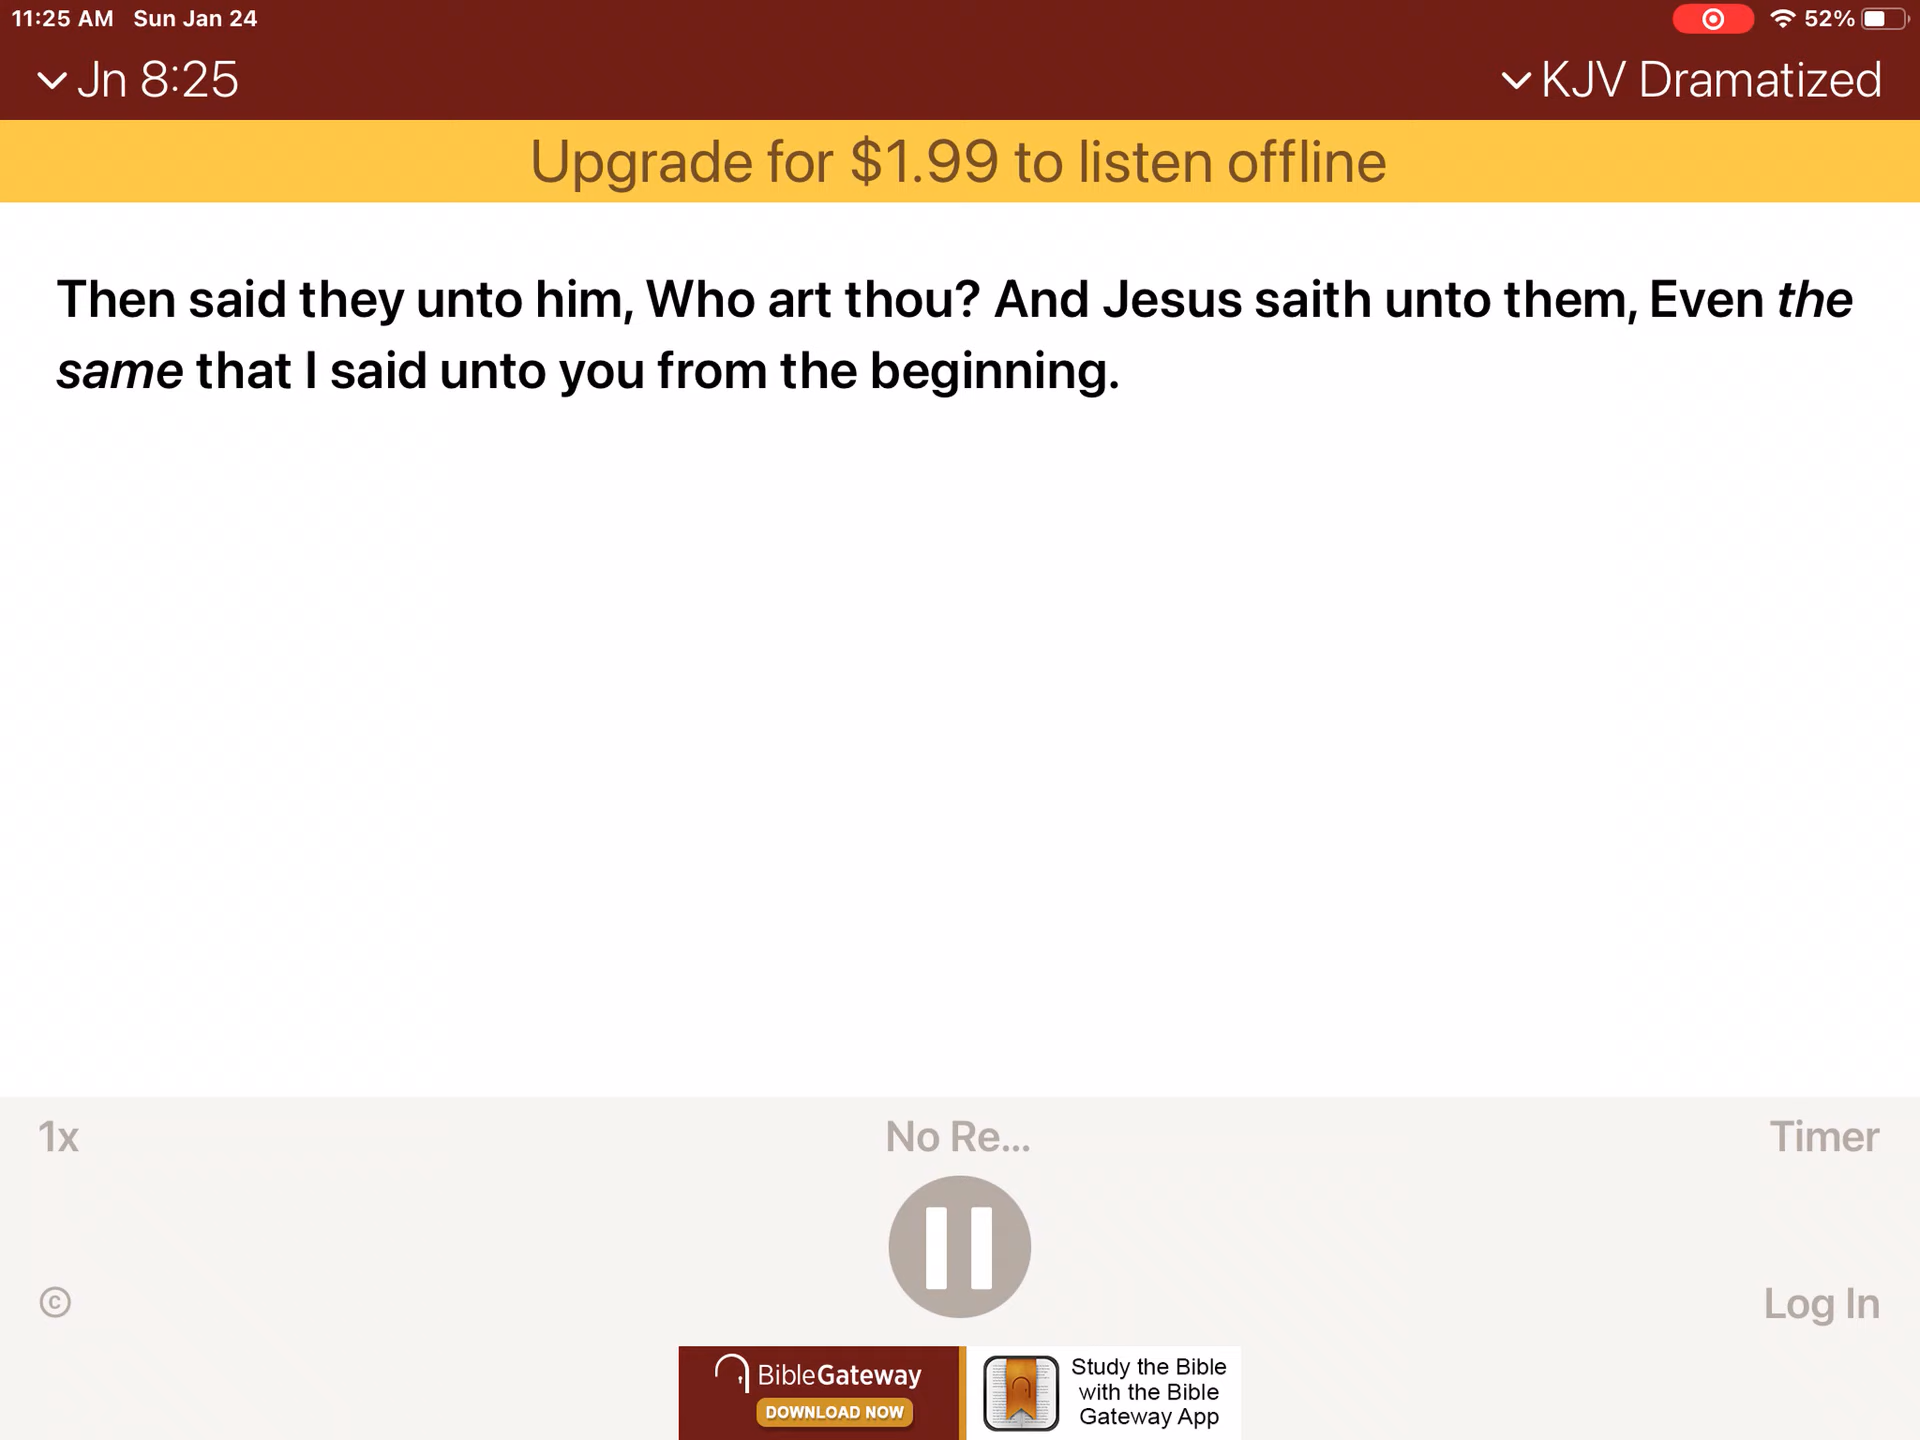 11:25 AM Sun Jan 24
52%
Jn 8:25
KJV Dramatized
Upgrade for $1.99 to listen offline
Then said they unto him, Who art thou? And Jesus saith unto them, Even the
same that I said unto you from the beginning.
1x
No Re...
Timer
©
Log In
BibleGateway
DOWNLOAD NOW
Study the Bible
with the Bible
Gateway App